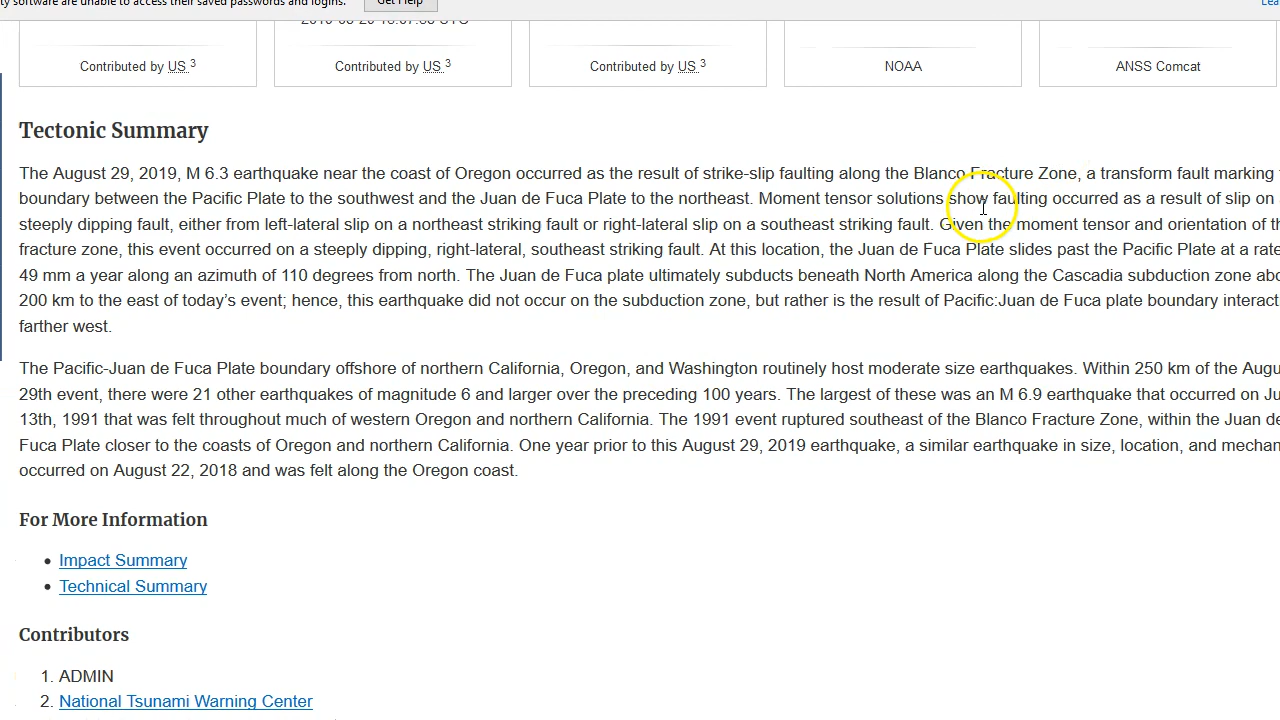 ty software are unable to access their saved passwords and logins.
Get Help
Lea
Contributed by US 3
Contributed by US 3
Contributed by US 3
NOAA
ANSS Comcat
Tectonic Summary
The August 29, 2019, M 6.3 earthquake near the coast of Oregon occurred as the result of strike-slip faulting along the Blanco Fracture Zone, a transform fault marking
boundary between the Pacific Plate to the southwest and the Juan de Fuca Plate to the northeast. Moment tensor solutions show faulting occurred as a result of slip on
steeply dipping fault, either from left-lateral slip on a northeast striking fault or right-lateral slip on a southeast striking fault. Given the moment tensor and orientation of th
fracture zone, this event occurred on a steeply dipping, right-lateral, southeast striking fault. At this location, the Juan de Fuca Plate slides past the Pacific Plate at a rate
49 mm a year along an azimuth of 110 degrees from north. The Juan de Fuca plate ultimately subducts beneath North America along the Cascadia subduction zone abo
200 km to the east of today’s event; hence, this earthquake did not occur on the subduction zone, but rather is the result of Pacific:Juan de Fuca plate boundary interact
farther west.
The Pacific-Juan de Fuca Plate boundary offshore of northern California, Oregon, and Washington routinely host moderate size earthquakes. Within 250 km of the Augu
29th event, there were 21 other earthquakes of magnitude 6 and larger over the preceding 100 years. The largest of these was an M 6.9 earthquake that occurred on Ju
13th, 1991 that was felt throughout much of western Oregon and northern California. The 1991 event ruptured southeast of the Blanco Fracture Zone, within the Juan de
Fuca Plate closer to the coasts of Oregon and northern California. One year prior to this August 29, 2019 earthquake, a similar earthquake in size, location, and mechan
occurred on August 22, 2018 and was felt along the Oregon coast.
For More Information
• Impact Summary
• Technical Summary
Contributors
1. ADMIN
2. National Tsunami Warning Center